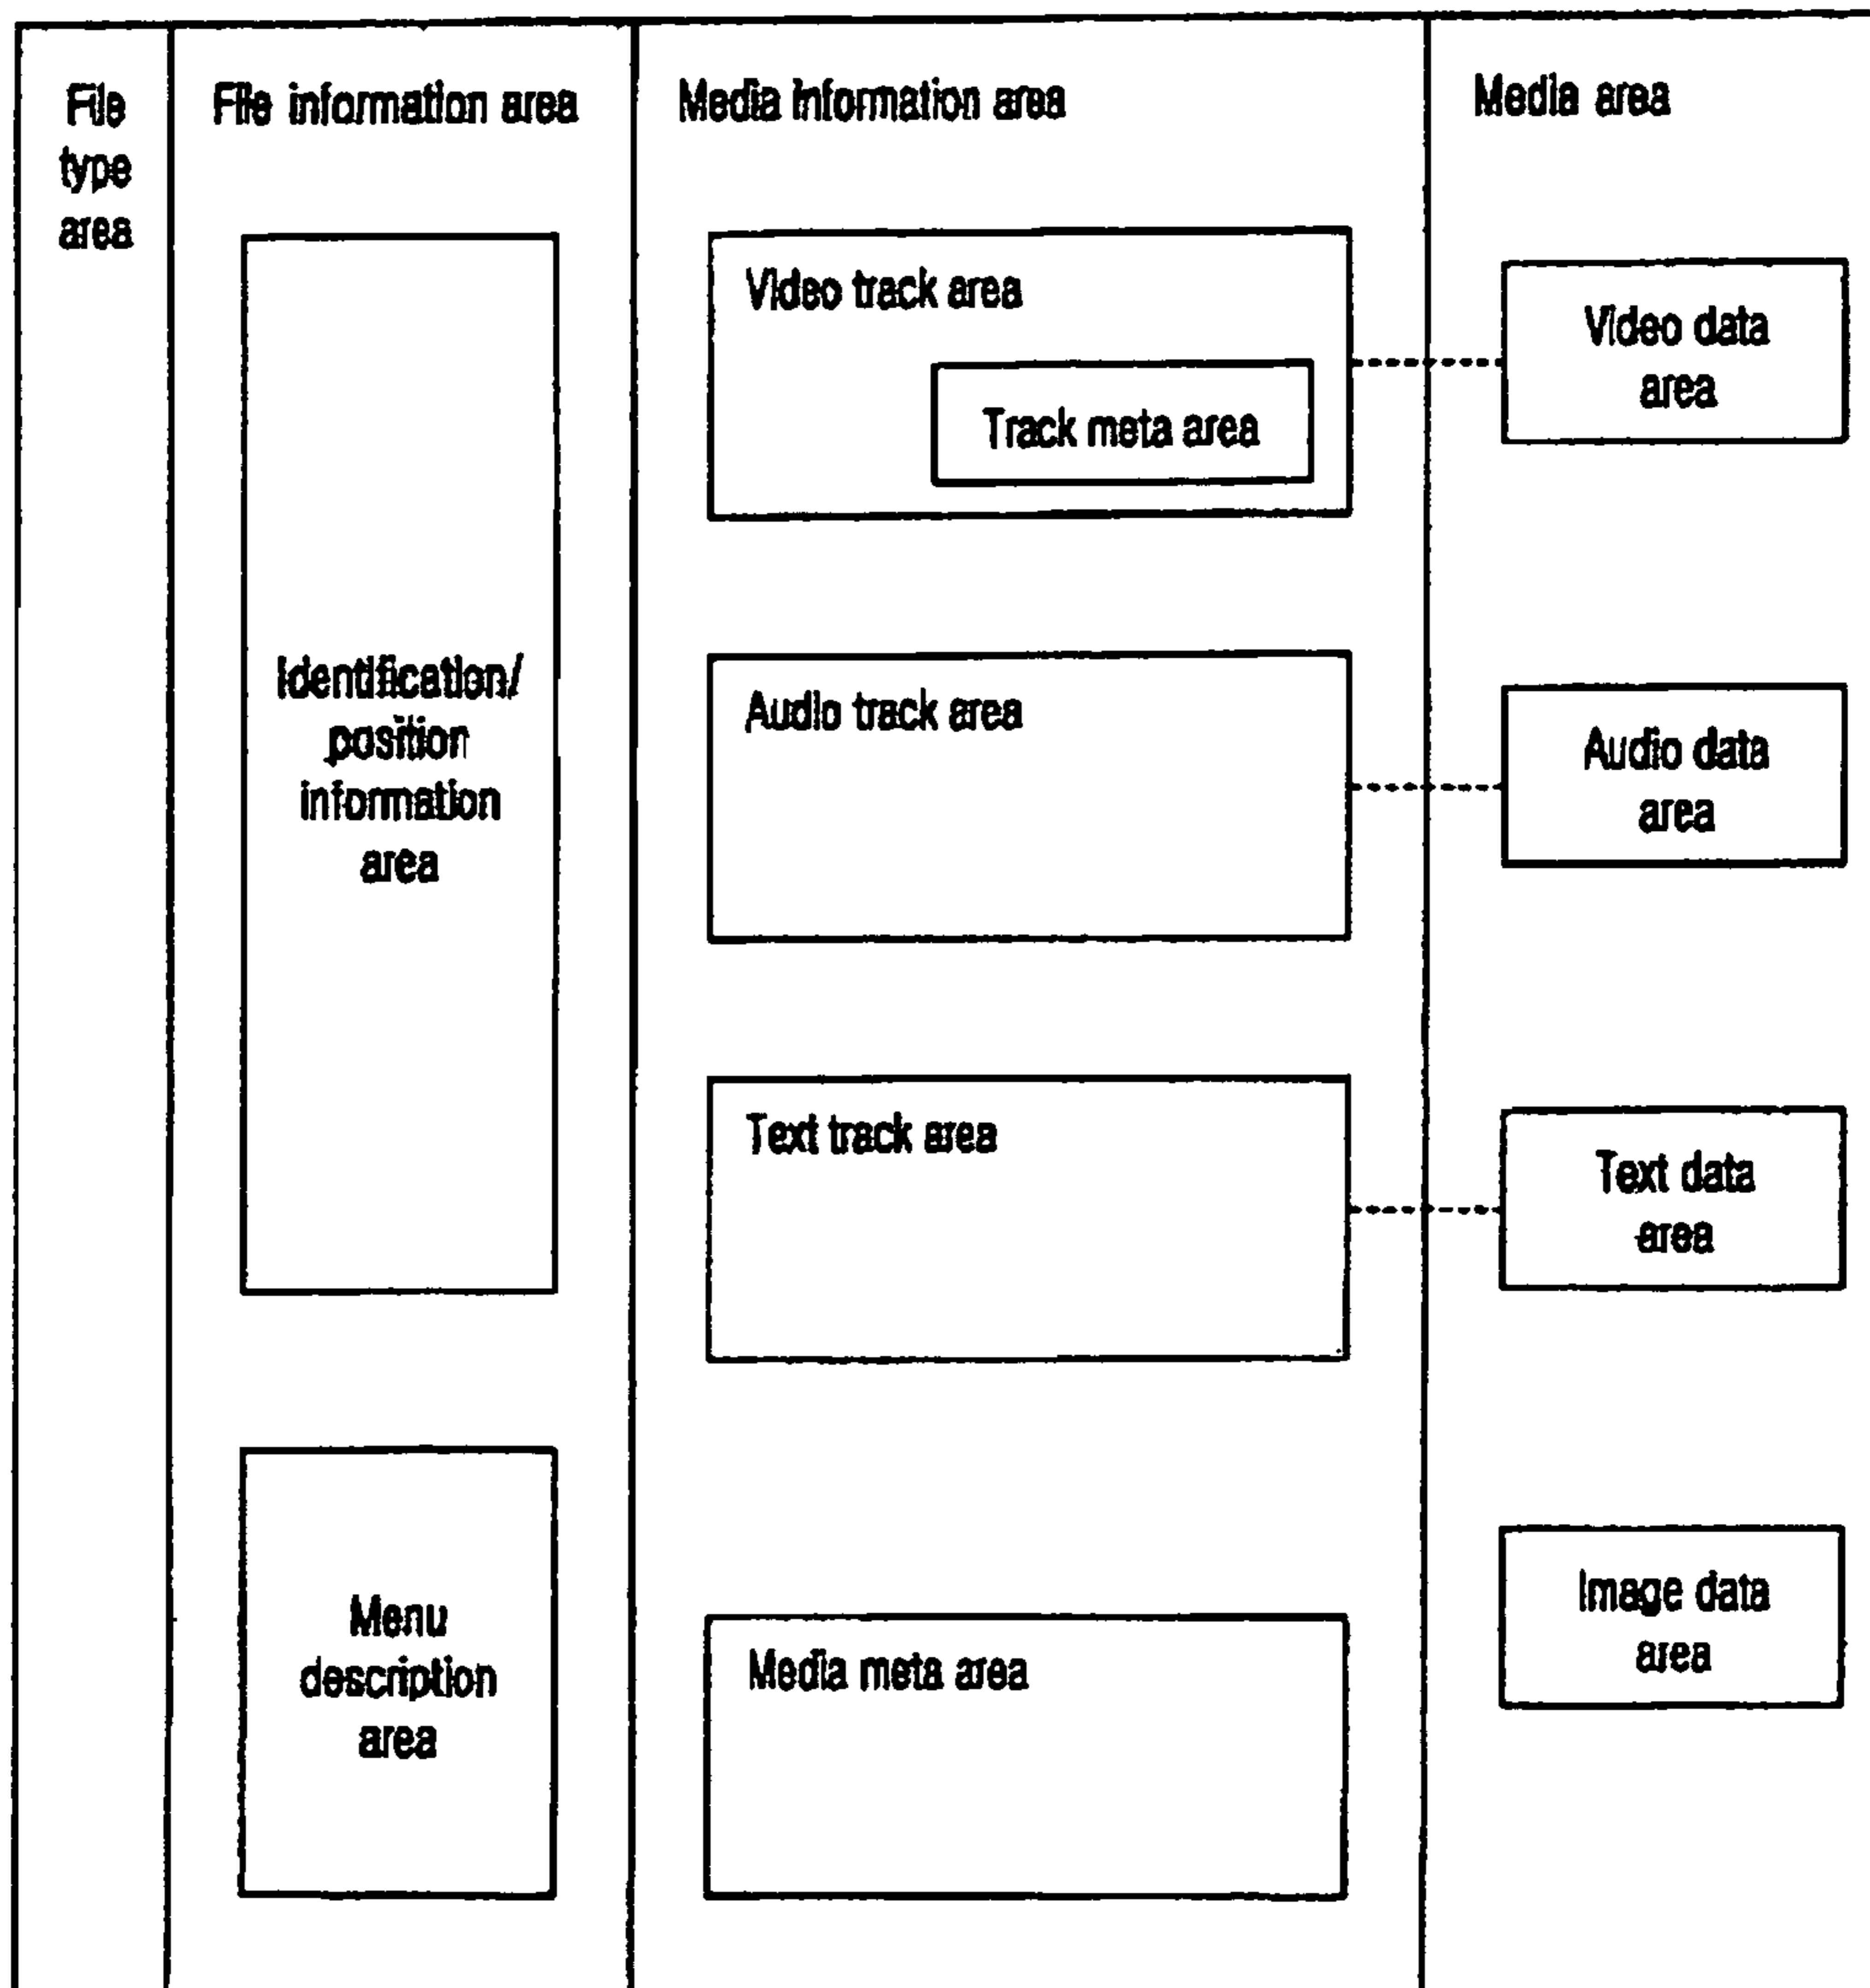 File
type
area
File information area
Identification/
position
information
area
Menu
description
area
Media information area
Video track area
Track meta area
Audio track area
Text track area
Media meta area
Media area
Video data
area
Audio data
area
Text data
area
Image data
area